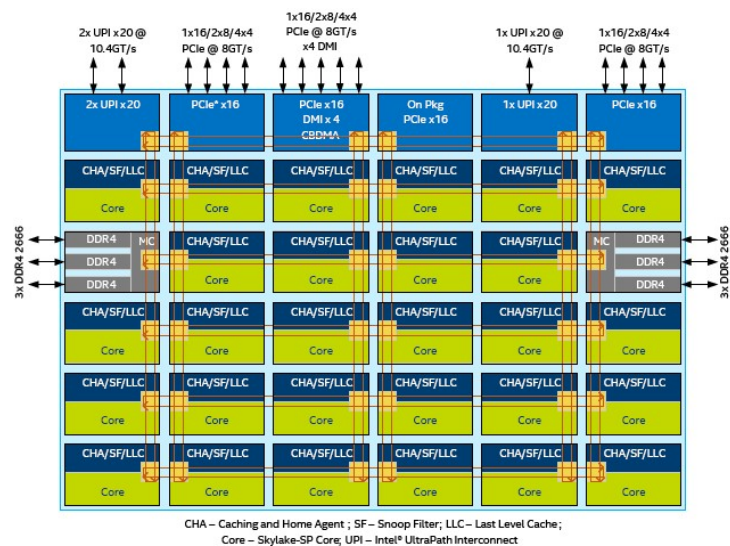 2x UPI x20 @
10.4GT/s
1x16/2x8/4x4
PCIe @ 8GT/s
1x16/2x8/4x4
PCIe @ 8GT/s
x4 DMI
1x UPI x20 @
10.4GT/s
1x16/2x8/4x4
PCIe @ 8GT/s
2x UPI x20
PCIe* x16
PCIe x16
DMI x 4
CBDMA
On Pkg
PCIe x16
1x UPI x20
PCIe x16
CHA/SF/LLC CHA/SF/LLC CHA/SF/LLC CHA/SF/LLC CHA/SF/LLC CHA/SF/LLC
Core Core Core Core Core Core
3x DDR4 2666
DDR4
DDR4
DDR4
MC
CHA/SF/LLC CHA/SF/LLC CHA/SF/LLC CHA/SF/LLC
Core Core Core Core
MC
DDR4
DDR4
DDR4
3x DDR4 2666
CHA/SF/LLC CHA/SF/LLC CHA/SF/LLC CHA/SF/LLC CHA/SF/LLC CHA/SF/LLC
Core Core Core Core Core Core
CHA/SF/LLC CHA/SF/LLC CHA/SF/LLC CHA/SF/LLC CHA/SF/LLC CHA/SF/LLC
Core Core Core Core Core Core
CHA/SF/LLC CHA/SF/LLC CHA/SF/LLC CHA/SF/LLC CHA/SF/LLC CHA/SF/LLC
Core Core Core Core Core Core
CHA – Caching and Home Agent ; SF – Snoop Filter; LLC – Last Level Cache ;
Core – Skylake-SP Core; UPI – Intel® UltraPath Interconnect